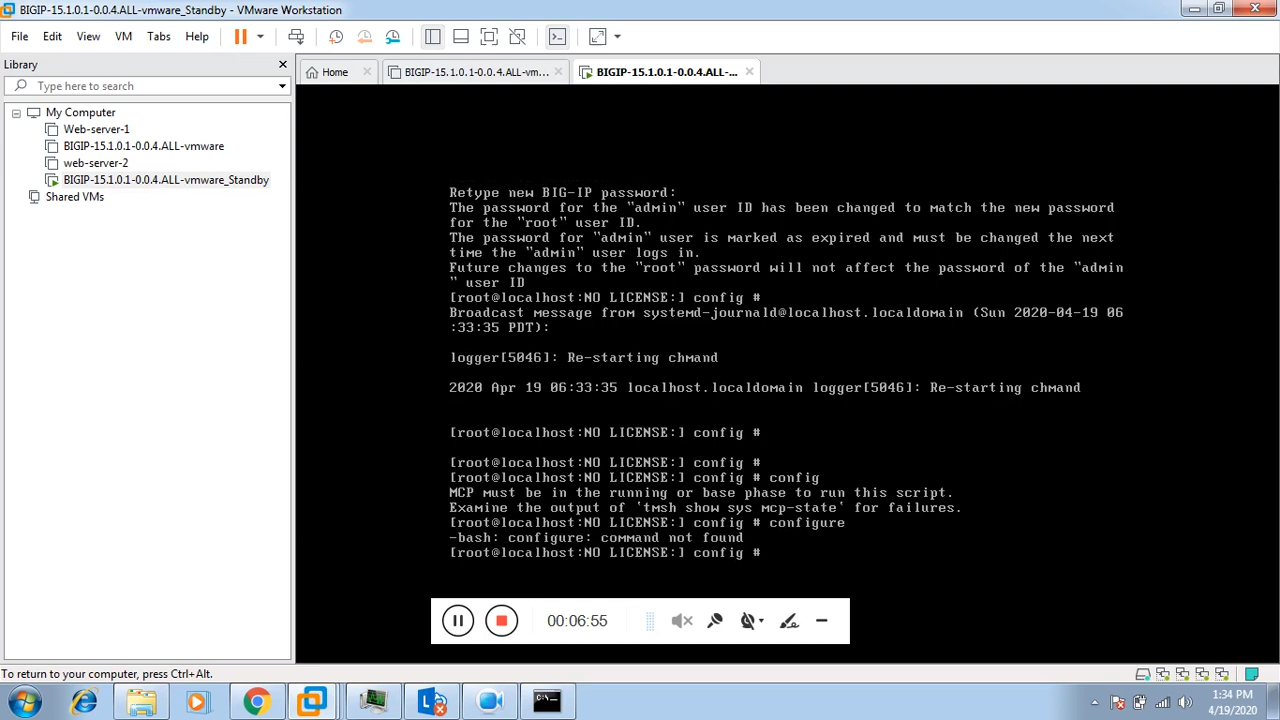 BIGIP-15.1.0.1-0.0.4.ALL-vmware_Standby - VMware Workstation
File Edit View VM Tabs Help
Library
Type here to search
My Computer
Web-server-1
BIGIP-15.1.0.1-0.0.4.ALL-vmware
web-server-2
BIGIP-15.1.0.1-0.0.4.ALL-vmware_Standby
Shared VMs
Home BIGIP-15.1.0.1-0.0.4.ALL-vm... BIGIP-15.1.0.1-0.0.4.ALL-...
Retype new BIG-IP password:
The password for the "admin" user ID has been changed to match the new password
for the "root" user ID.
The password for "admin" user is marked as expired and must be changed the next
time the "admin" user logs in.
Future changes to the "root" password will not affect the password of the "admin
" user ID
[root@localhost:NO LICENSE:] config #
Broadcast message from systemd-journald@localhost.localdomain (Sun 2020-04-19 06
:33:35 PDT):
logger[5046]: Re-starting chmand
2020 Apr 19 06:33:35 localhost.localdomain logger[5046]: Re-starting chmand
[root@localhost:NO LICENSE:] config #
[root@localhost:NO LICENSE:] config #
[root@localhost:NO LICENSE:] config # config
MCP must be in the running or base phase to run this script.
Examine the output of 'tmsh show sys mcp-state' for failures.
[root@localhost:NO LICENSE:] config # configure
-bash: configure: command not found
[root@localhost:NO LICENSE:] config #
00:06:55
To return to your computer, press Ctrl+Alt.
1:34 PM
4/19/2020